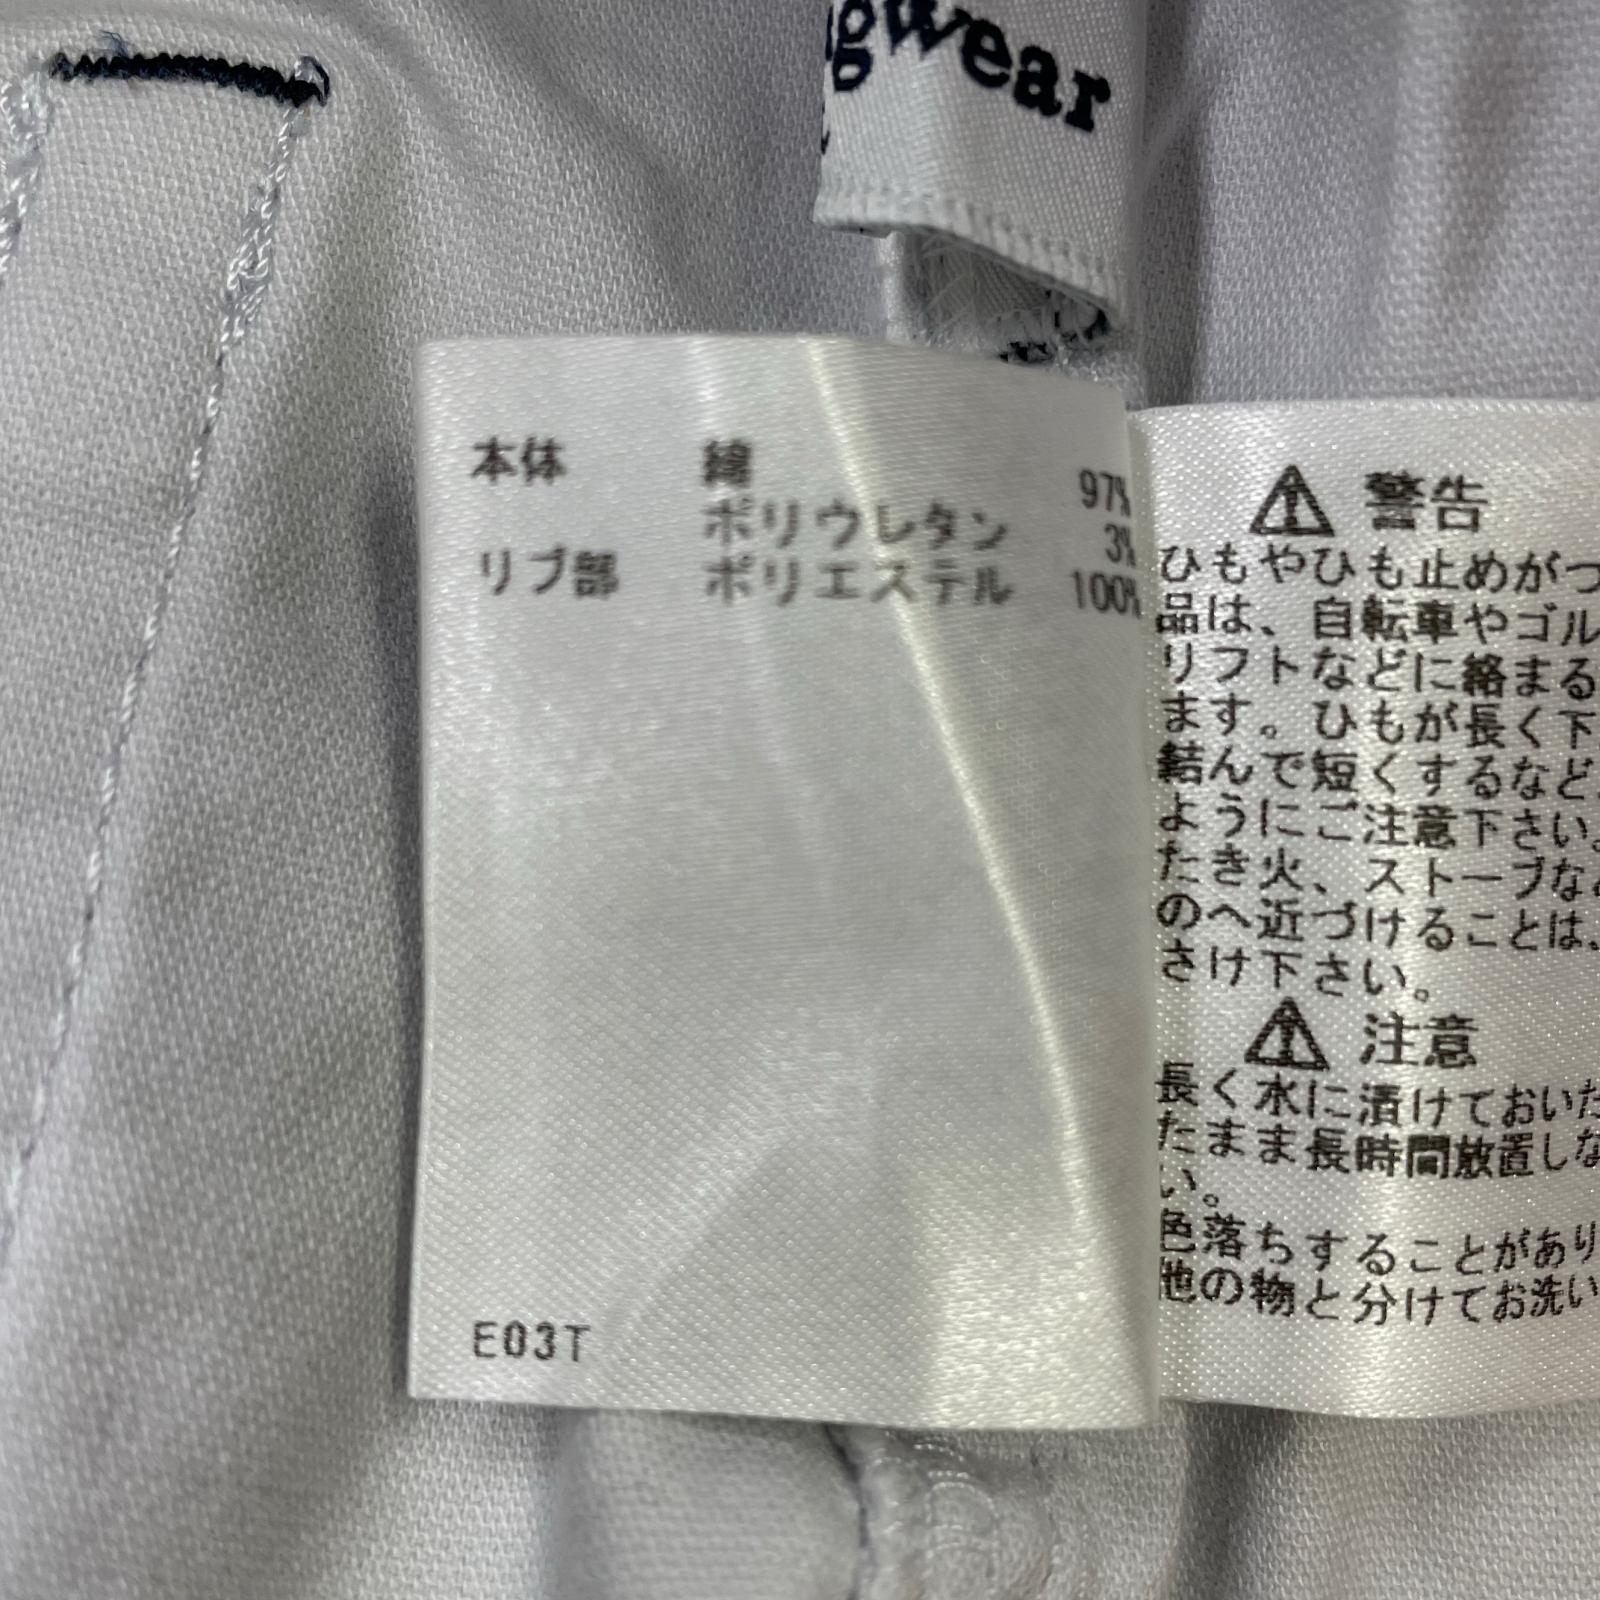 gwear
本体 綿 97%
ポリウレタン 3%
リブ部 ポリエステル 100%
E03T
警告
ひもやひも止めがつ
品は、自転車やゴル
リフトなどに絡まる
ます。ひもが長く下
結んで短くするなど、
ようにご注意下さい。
たき火、ストーブなど
のへ近づけることは、
さけ下さい。
注意
長く水に漬けておいた
たまま長時間放置しな
い。
色落ちすることがあり
他の物と分けてお洗い